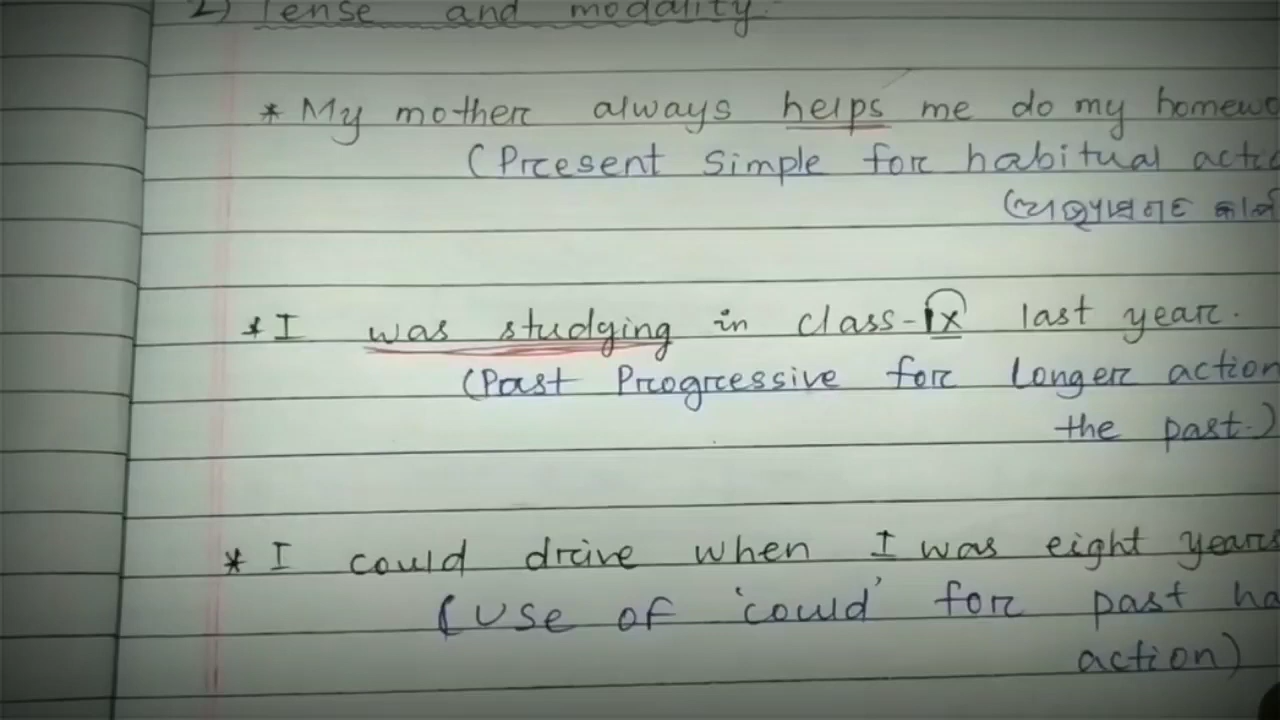 2) Tense and modality.
* My mother always helps me do my homewo
(Present Simple for habitual actio
* I was studying in class-IX last year.
(Past Progressive for Longer action
the past.)
* I could drive when I was eight years
(Use of 'could' for past ha
action)